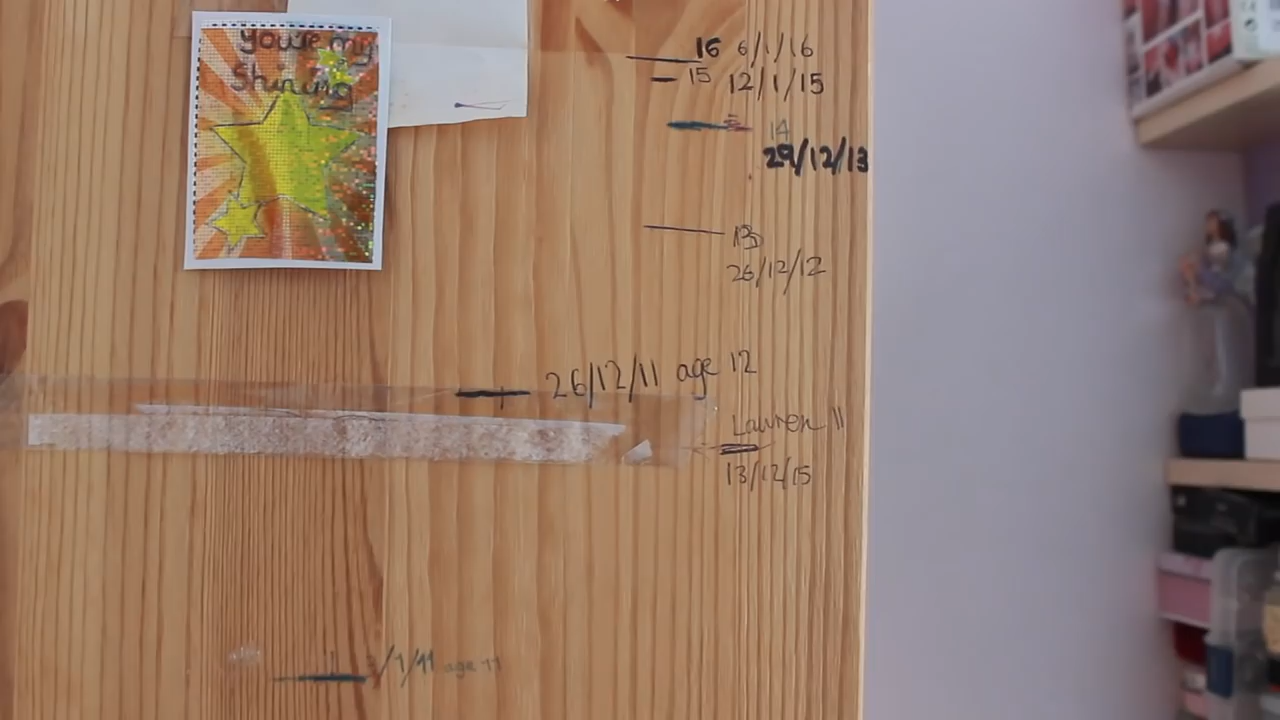 you're my
Shining
16 6/1/16
15 12/1/15
14
29/12/13
13
26/12/12
26/12/11 age 12
Lauren 11
13/12/15
/1/11 age 11